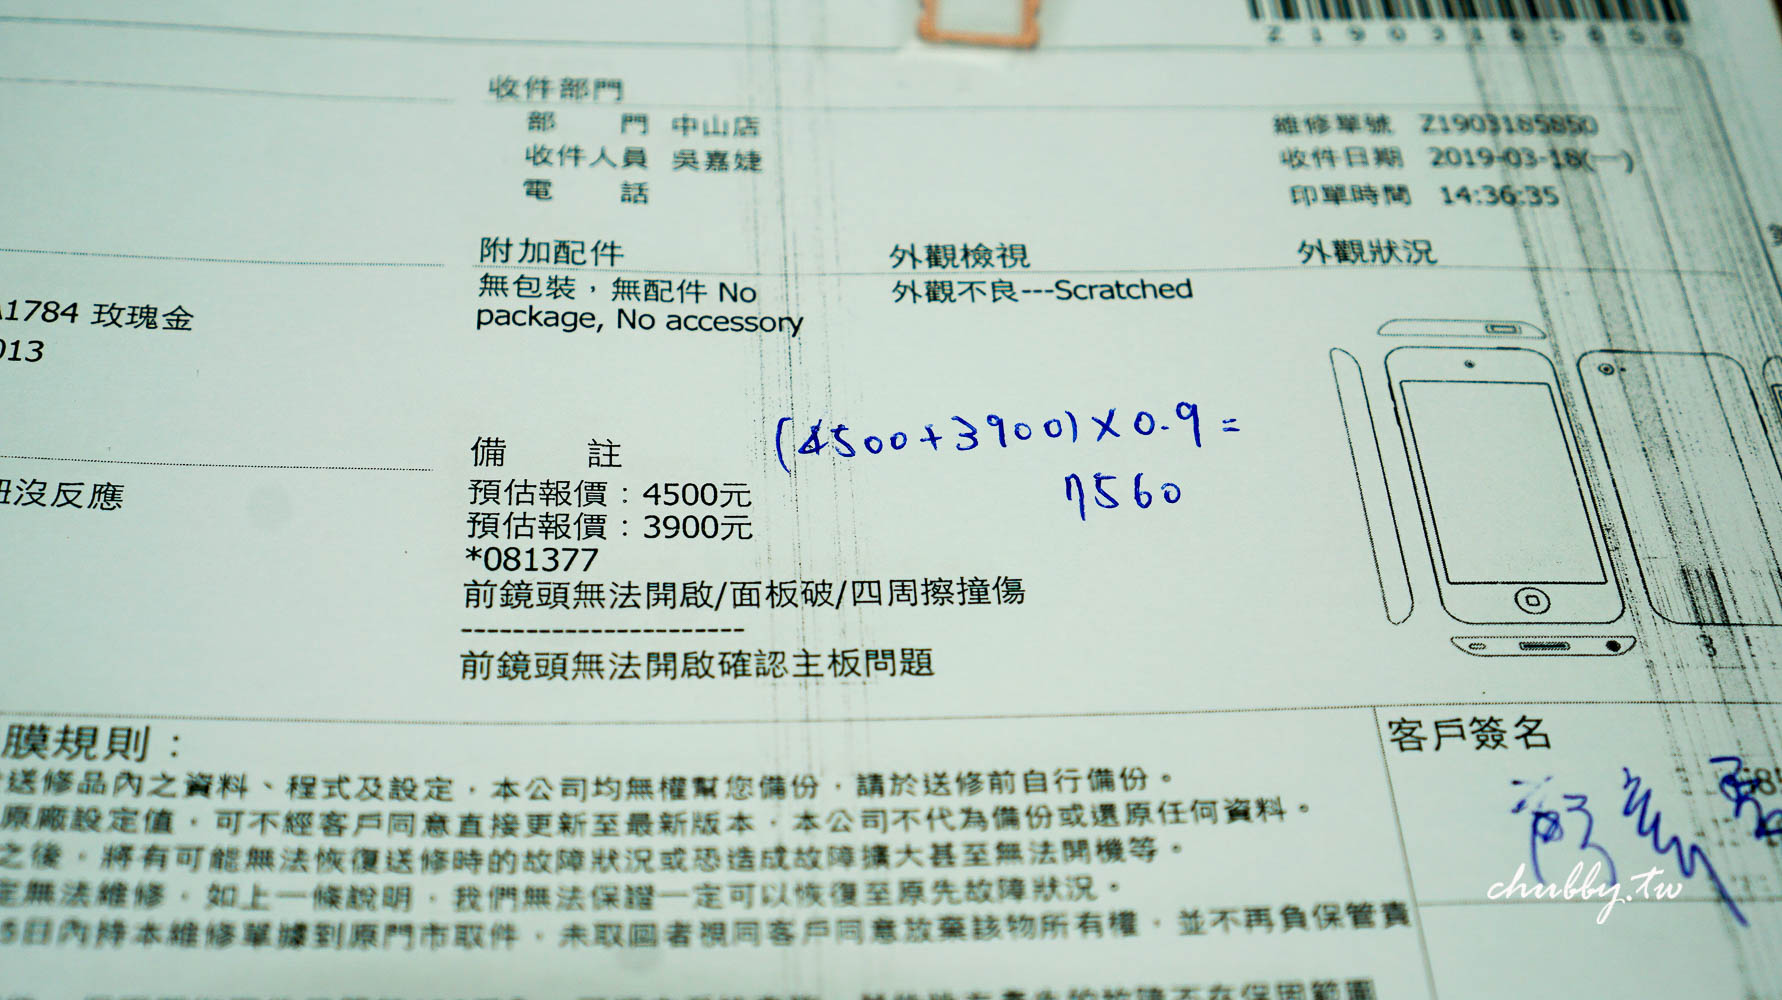 Z1903185850
收件部門
部 門 中山店
收件人員 吳嘉婕
電 話
維修單號 Z1903185850
收件日期 2019-03-18(一)
印單時間 14:36:35
附加配件
無包裝，無配件 No
package, No accessory
外觀檢視
外觀不良---Scratched
外觀狀況
A1784 玫瑰金
013
沒反應
備 註
預估報價：4500元
預估報價：3900元
*081377
前鏡頭無法開啟/面板破/四周擦撞傷
----------------------
前鏡頭無法開啟確認主板問題
(4500+3900)×0.9=
7560
3
膜規則：
送修品內之資料、程式及設定，本公司均無權幫您備份，請於送修前自行備份。
原廠設定值，可不經客戶同意直接更新至最新版本，本公司不代為備份或還原任何資料。
之後，將有可能無法恢復送修時的故障狀況或恐造成故障擴大甚至無法開機等。
定無法維修，如上一條說明，我們無法保證一定可以恢復至原先故障狀況。
5日內持本維修單據到原門市取件，未取回者視同客戶同意放棄該物所有權，並不再負保管責
客戶簽名
chubby.tw